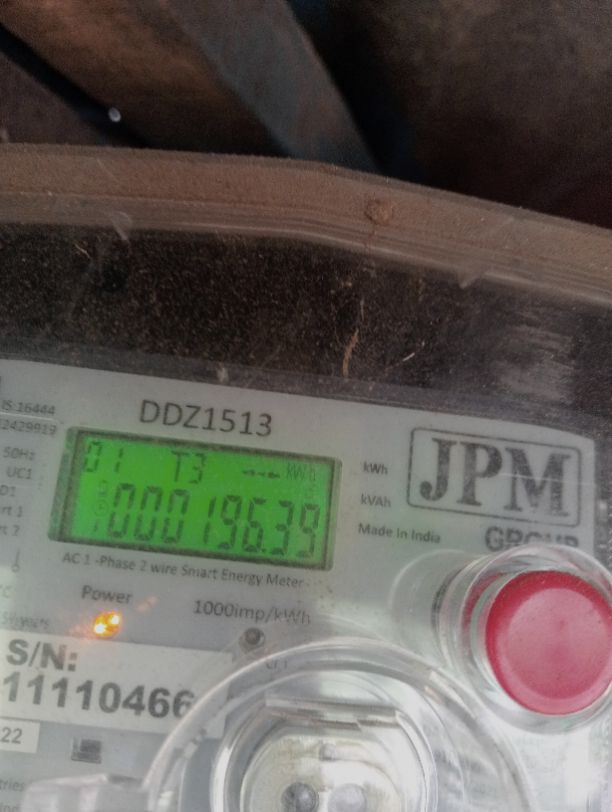 IS:16444
DDZ1513
JPM
GROUP
2429919
50Hz
UC1
01 T3 kWh
000196.39
kWh
kVAh
Made In India
AC 1 -Phase 2 wire Smart Energy Meter
Power
1000imp/kWh
S/N:
11110466
22